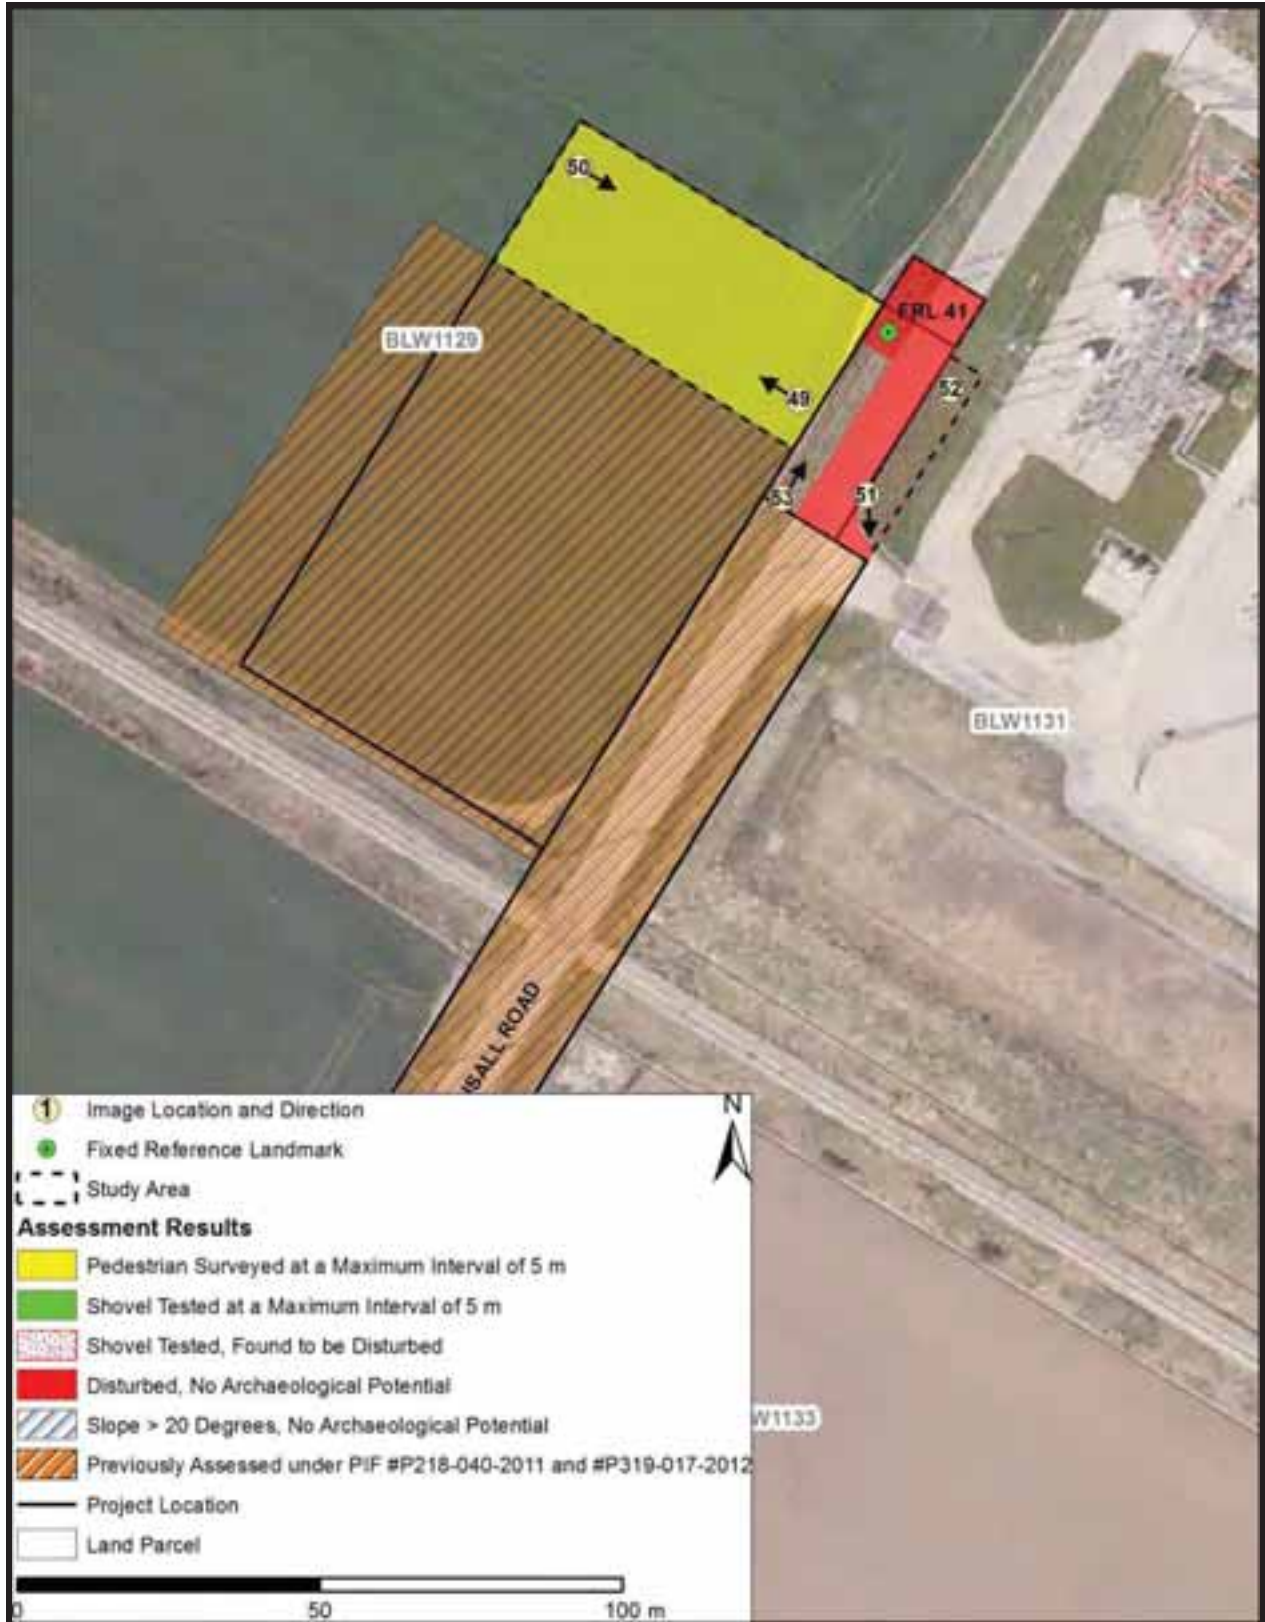 50
BLW1129
FRL 41
52
49
53
51
BLW1131
ISALL ROAD
1 Image Location and Direction
N
Fixed Reference Landmark
Study Area
Assessment Results
Pedestrian Surveyed at a Maximum Interval of 5 m
Shovel Tested at a Maximum Interval of 5 m
Shovel Tested, Found to be Disturbed
Disturbed, No Archaeological Potential
Slope > 20 Degrees, No Archaeological Potential
W1133
Previously Assessed under PIF #P218-040-2011 and #P319-017-2012
Project Location
Land Parcel
0 50 100 m